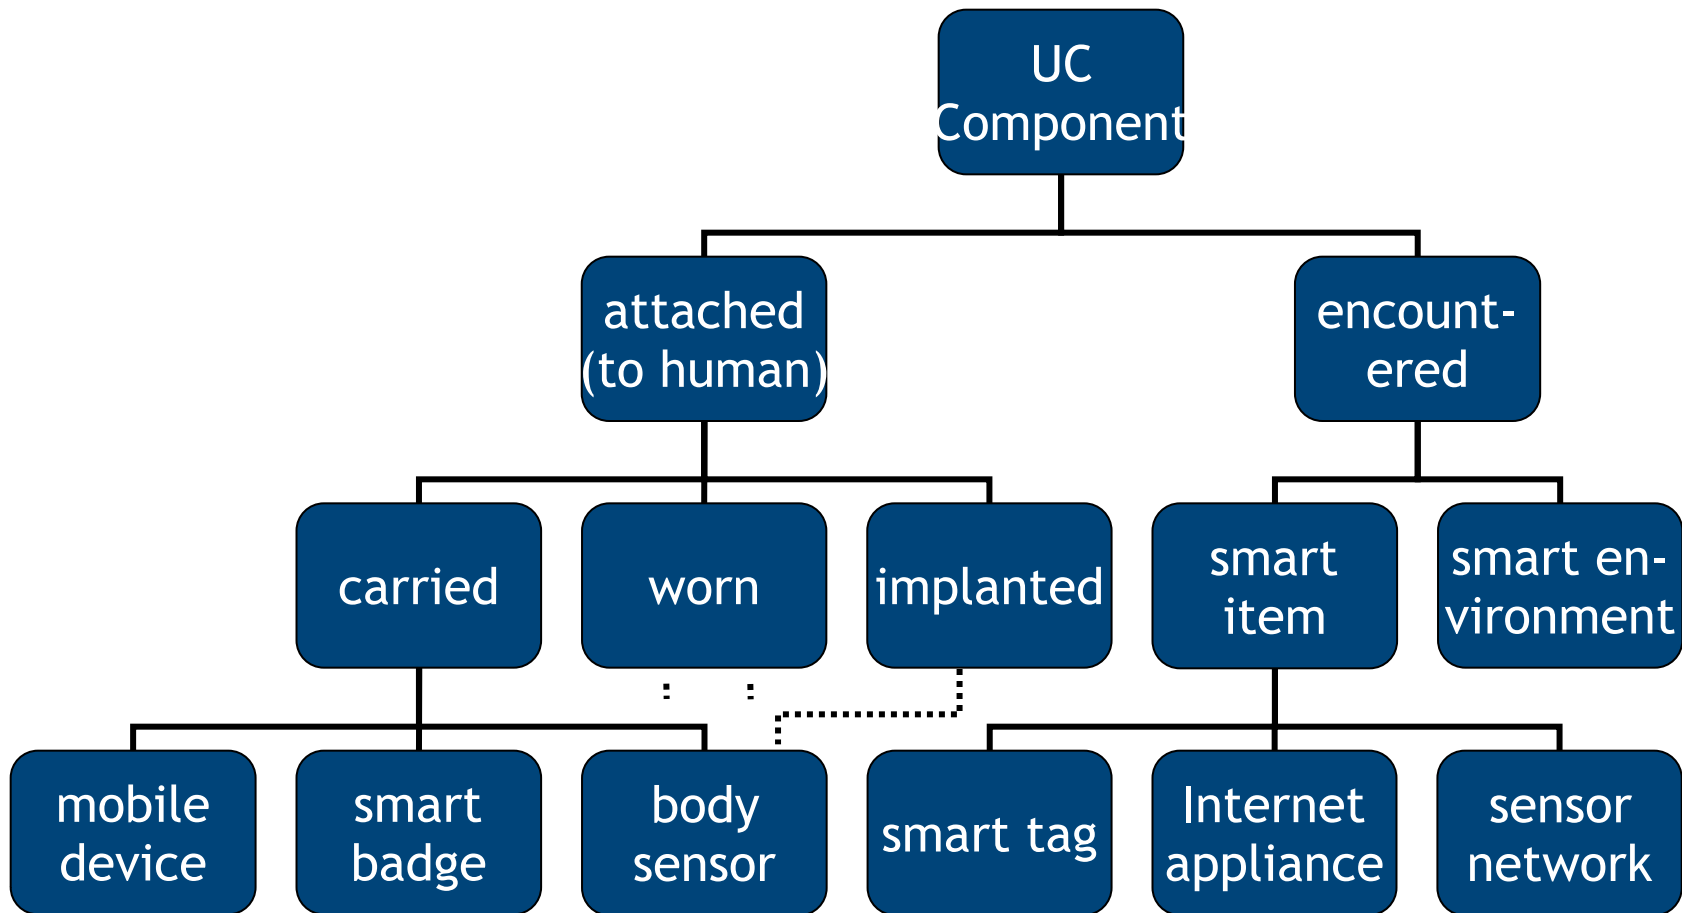 UC
Component
attached
(to human)
encount-
ered
carried
worn
implanted
smart
item
smart en-
vironment
mobile
device
smart
badge
body
sensor
smart tag
Internet
appliance
sensor
network